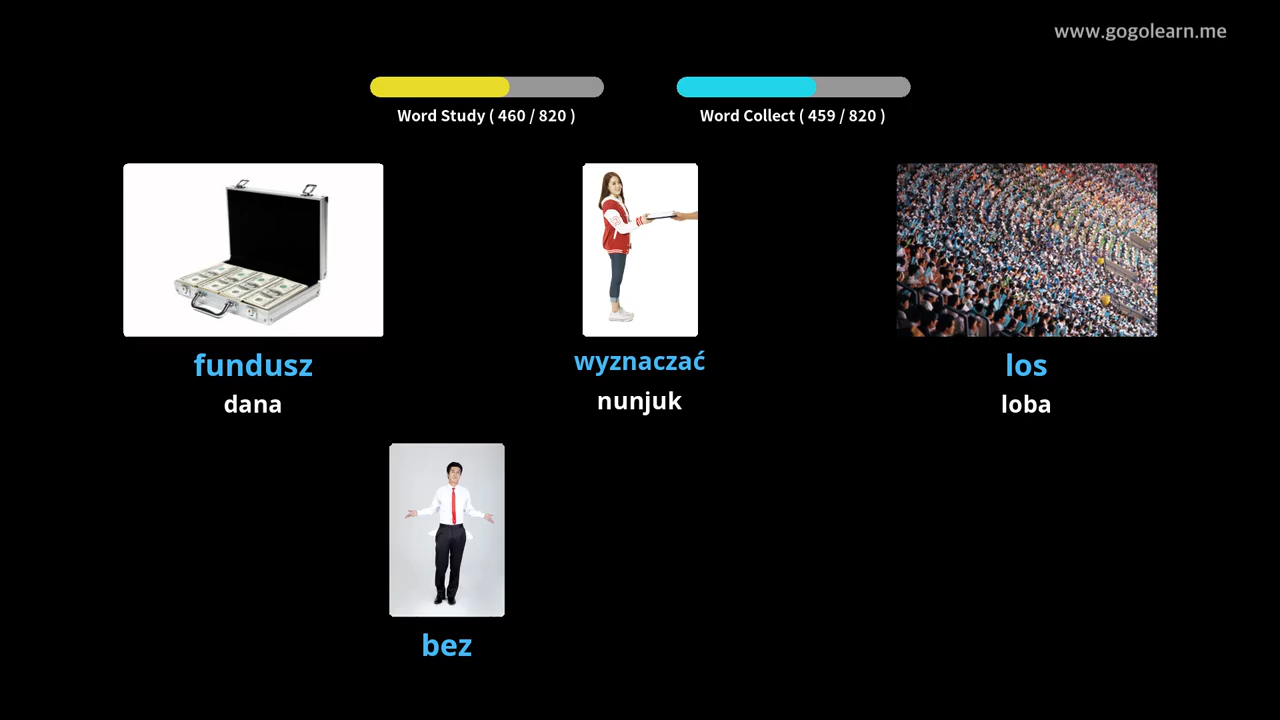 www.gogolearn.me
Word Study ( 460 / 820 )
Word Collect ( 459 / 820 )
fundusz
dana
wyznaczać
nunjuk
los
loba
bez